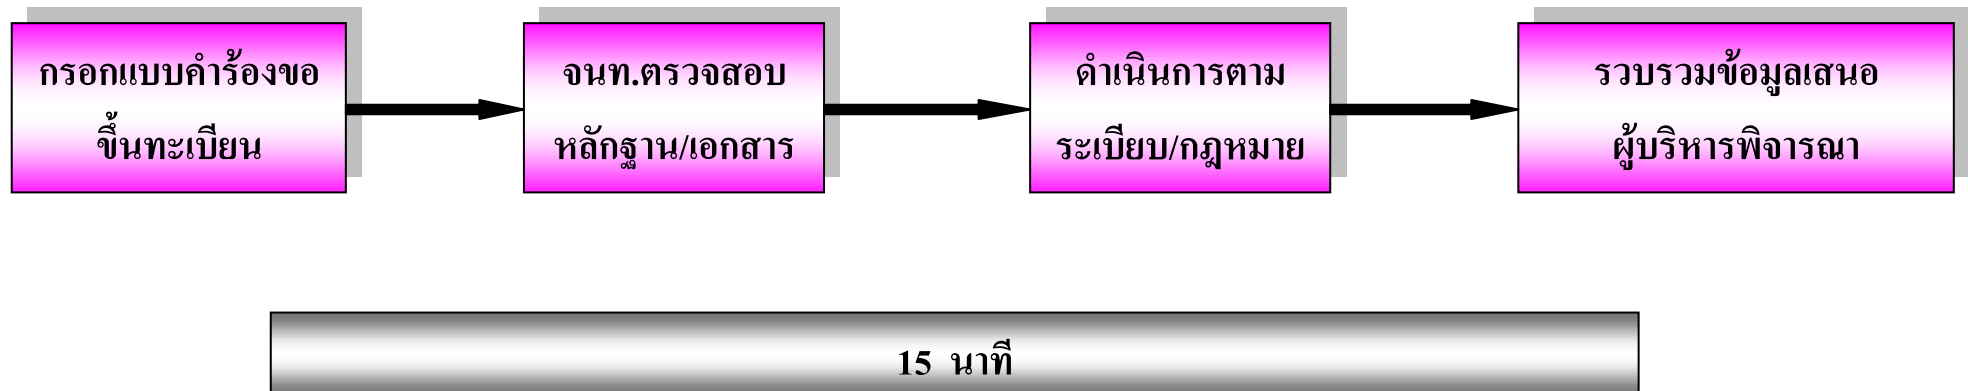 กรอกแบบคำร้องขอ
ขึ้นทะเบียน
จนท.ตรวจสอบ
หลักฐาน/เอกสาร
ดำเนินการตาม
ระเบียบ/กฎหมาย
รวบรวมข้อมูลเสนอ
ผู้บริหารพิจารณา
15 นาที